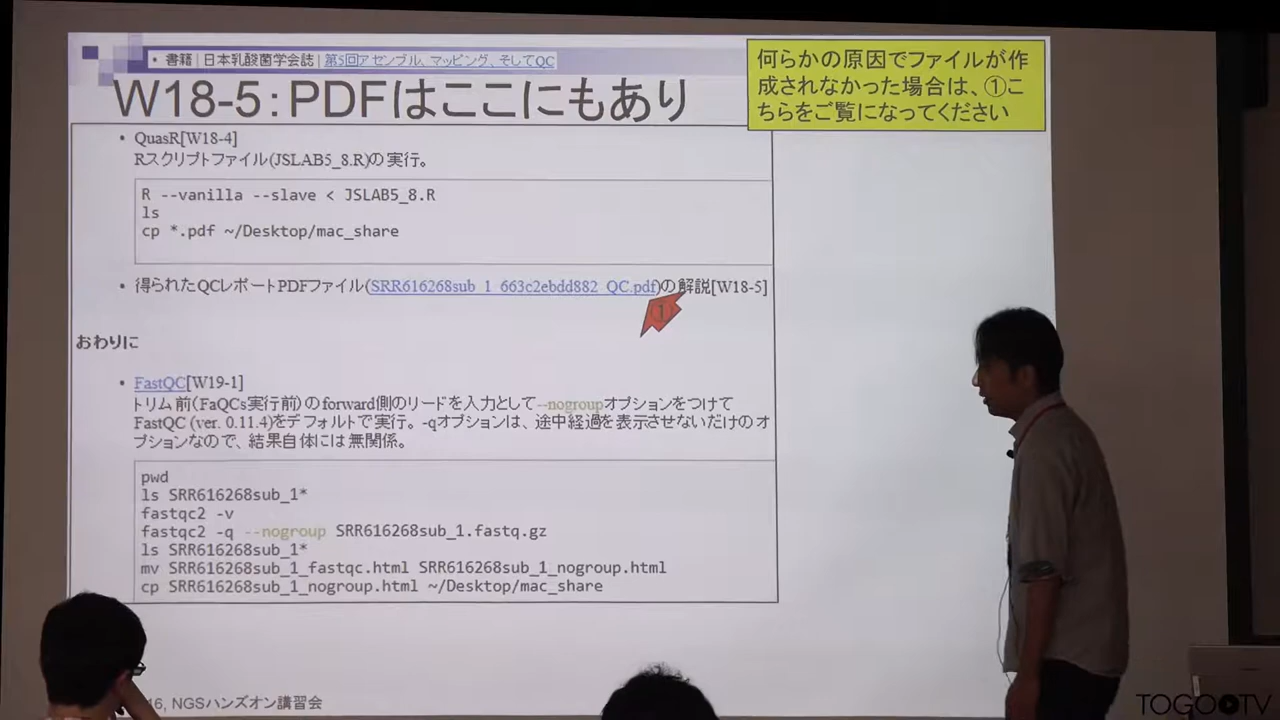 • 書籍 | 日本乳酸菌学会誌 | 第5回アセンブル、マッピング、そしてQC
W18-5：PDFはここにもあり
何らかの原因でファイルが作
成されなかった場合は、①こ
ちらをご覧になってください
• QuasR[W18-4]
Rスクリプトファイル(JSLAB5_8.R)の実行。
R --vanilla --slave < JSLAB5_8.R
ls
cp *.pdf ~/Desktop/mac_share
• 得られたQCレポートPDFファイル(SRR616268sub_1_663c2ebdd882_QC.pdf)の解説[W18-5]
①
おわりに
• FastQC[W19-1]
トリム前(FaQCs実行前)のforward側のリードを入力として--nogroupオプションをつけて
FastQC (ver. 0.11.4)をデフォルトで実行。 -qオプションは、途中経過を表示させないだけのオ
プションなので、結果自体には無関係。
pwd
ls SRR616268sub_1*
fastqc2 -v
fastqc2 -q --nogroup SRR616268sub_1.fastq.gz
ls SRR616268sub_1*
mv SRR616268sub_1_fastqc.html SRR616268sub_1_nogroup.html
cp SRR616268sub_1_nogroup.html ~/Desktop/mac_share
16, NGSハンズオン講習会
TOGOTV